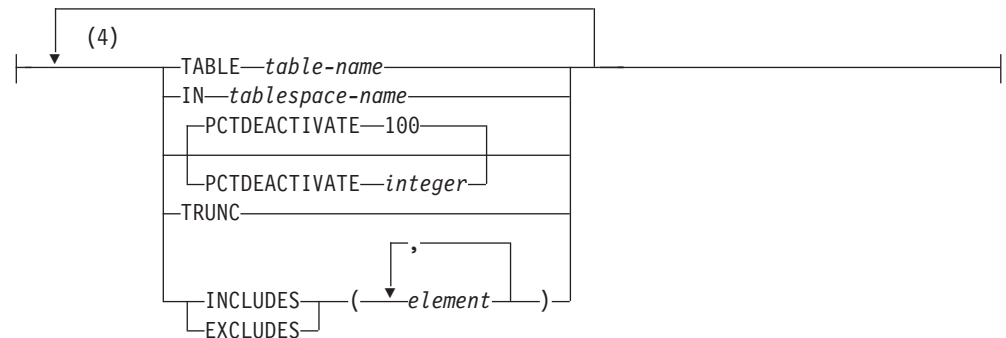 (4)
TABLE table-name
IN tablespace-name
PCTDEACTIVATE 100
PCTDEACTIVATE integer
TRUNC
,
INCLUDES ( element )
EXCLUDES